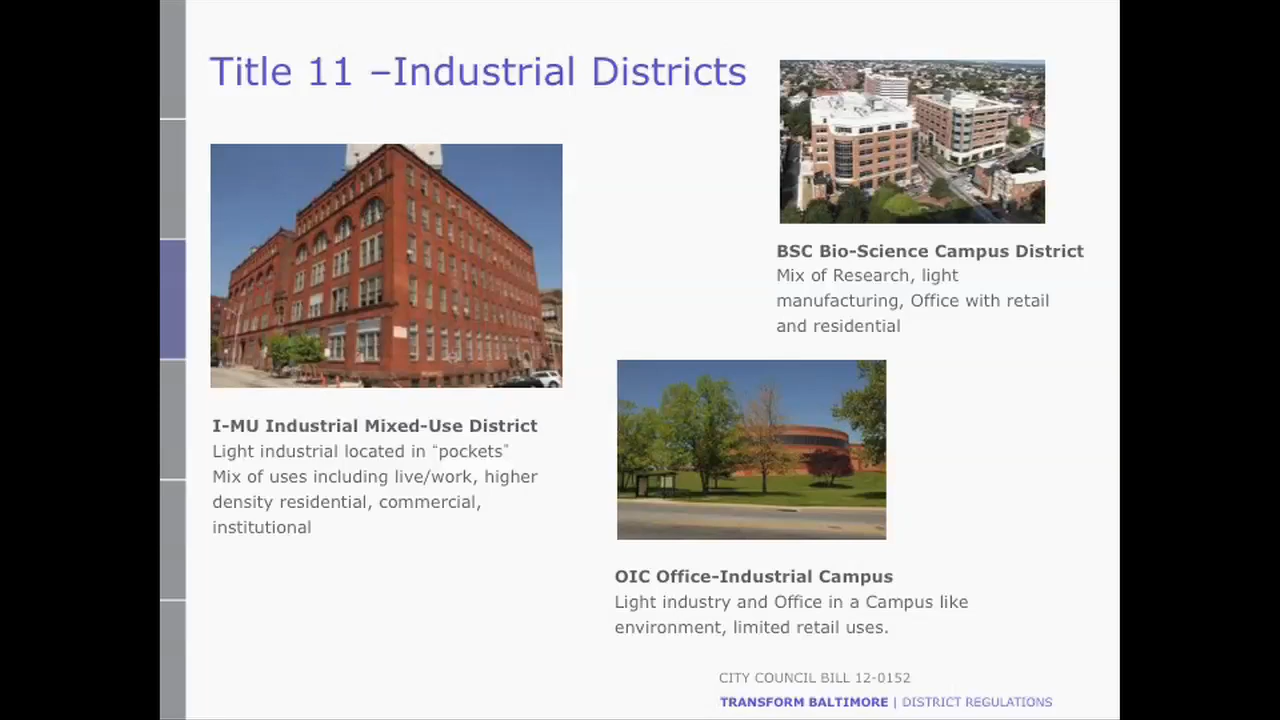 Title 11 –Industrial Districts
BSC Bio-Science Campus District
Mix of Research, light
manufacturing, Office with retail
and residential
I-MU Industrial Mixed-Use District
Light industrial located in “pockets”
Mix of uses including live/work, higher
density residential, commercial,
institutional
OIC Office-Industrial Campus
Light industry and Office in a Campus like
environment, limited retail uses.
CITY COUNCIL BILL 12-0152
TRANSFORM BALTIMORE | DISTRICT REGULATIONS